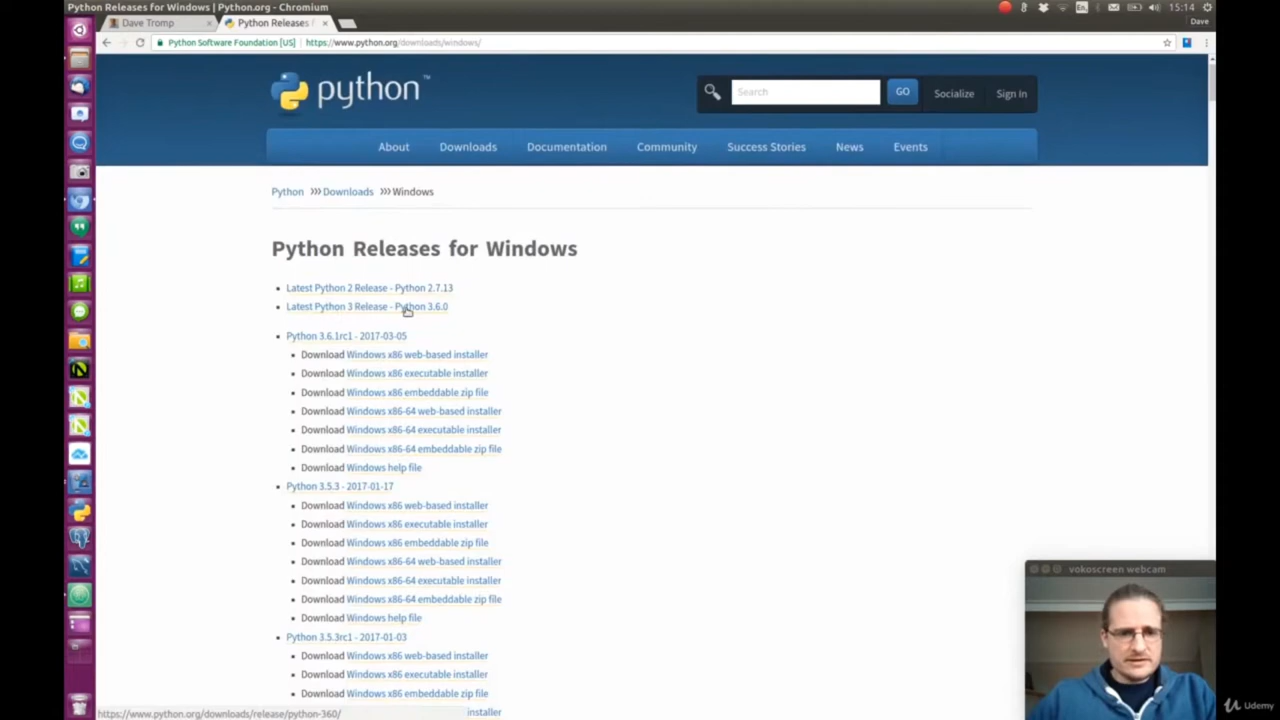 Python Releases for Windows | Python.org - Chromium
En
15:14
Dave Tromp
Python Releases f
Dave
Python Software Foundation [US]
https://www.python.org/downloads/windows/
python™
Search
GO
Socialize
Sign In
About
Downloads
Documentation
Community
Success Stories
News
Events
Python
Downloads
Windows
Python Releases for Windows
Latest Python 2 Release - Python 2.7.13
Latest Python 3 Release - Python 3.6.0
Python 3.6.1rc1 - 2017-03-05
Download Windows x86 web-based installer
Download Windows x86 executable installer
Download Windows x86 embeddable zip file
Download Windows x86-64 web-based installer
Download Windows x86-64 executable installer
Download Windows x86-64 embeddable zip file
Download Windows help file
Python 3.5.3 - 2017-01-17
Download Windows x86 web-based installer
Download Windows x86 executable installer
Download Windows x86 embeddable zip file
Download Windows x86-64 web-based installer
Download Windows x86-64 executable installer
Download Windows x86-64 embeddable zip file
Download Windows help file
Python 3.5.3rc1 - 2017-01-03
Download Windows x86 web-based installer
Download Windows x86 executable installer
Download Windows x86 embeddable zip file
installer
https://www.python.org/downloads/release/python-360/
vokoscreen webcam
Udemy